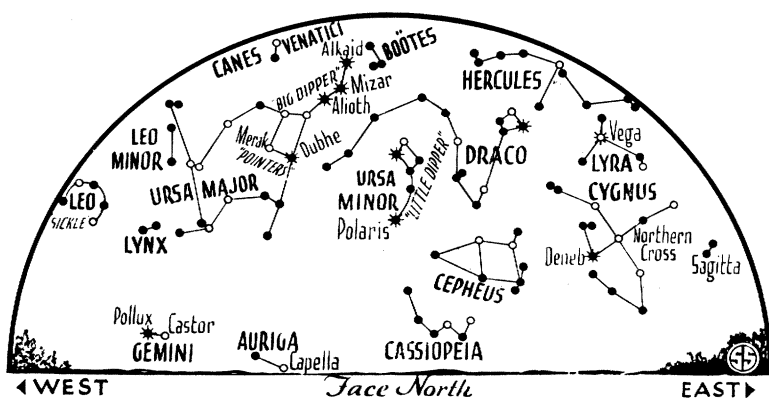 CANES VENATICI
Alkaid
BOÖTES
"BIG DIPPER"
Mizar
Alioth
HERCULES
LEO
MINOR
Merak
"POINTERS"
Dubhe
Vega
LYRA
DRACO
URSA
MINOR
"LITTLE DIPPER"
URSA MAJOR
LEO
SICKLE
CYGNUS
Polaris
LYNX
Northern
Cross
Deneb
Sagitta
CEPHEUS
Pollux
Castor
GEMINI
AURIGA
Capella
CASSIOPEIA
WEST
Face North
EAST